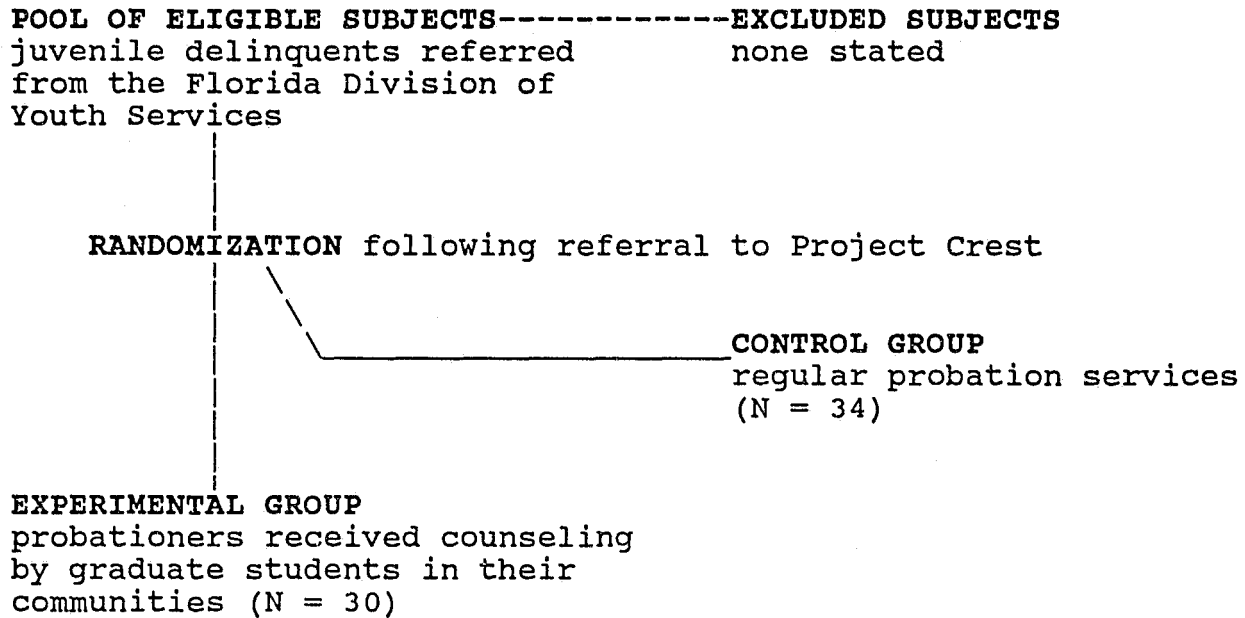 POOL OF ELIGIBLE SUBJECTS------------EXCLUDED SUBJECTS
juvenile delinquents referred none stated
from the Florida Division of
Youth Services
RANDOMIZATION following referral to Project Crest
CONTROL GROUP
regular probation services
(N = 34)
EXPERIMENTAL GROUP
probationers received counseling
by graduate students in their
communities (N = 30)